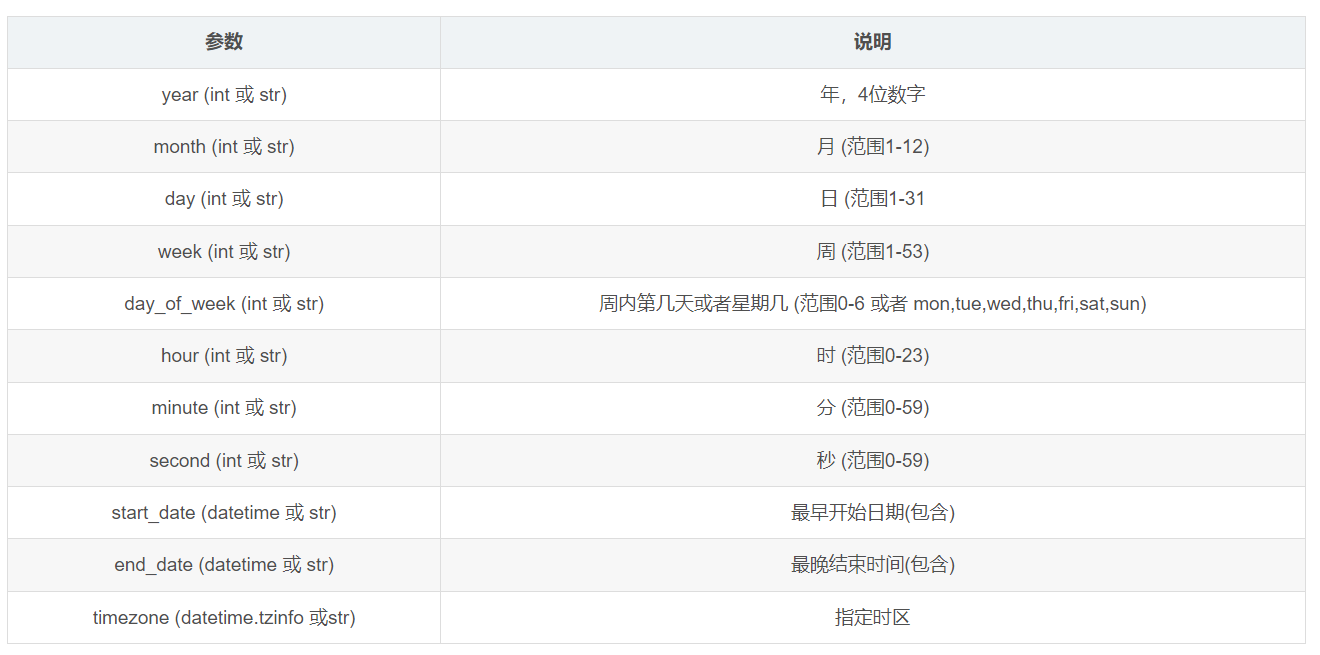 参数 说明
year (int 或 str) 年，4位数字
month (int 或 str) 月 (范围1-12)
day (int 或 str) 日 (范围1-31
week (int 或 str) 周 (范围1-53)
day_of_week (int 或 str) 周内第几天或者星期几 (范围0-6 或者 mon,tue,wed,thu,fri,sat,sun)
hour (int 或 str) 时 (范围0-23)
minute (int 或 str) 分 (范围0-59)
second (int 或 str) 秒 (范围0-59)
start_date (datetime 或 str) 最早开始日期(包含)
end_date (datetime 或 str) 最晚结束时间(包含)
timezone (datetime.tzinfo 或str) 指定时区